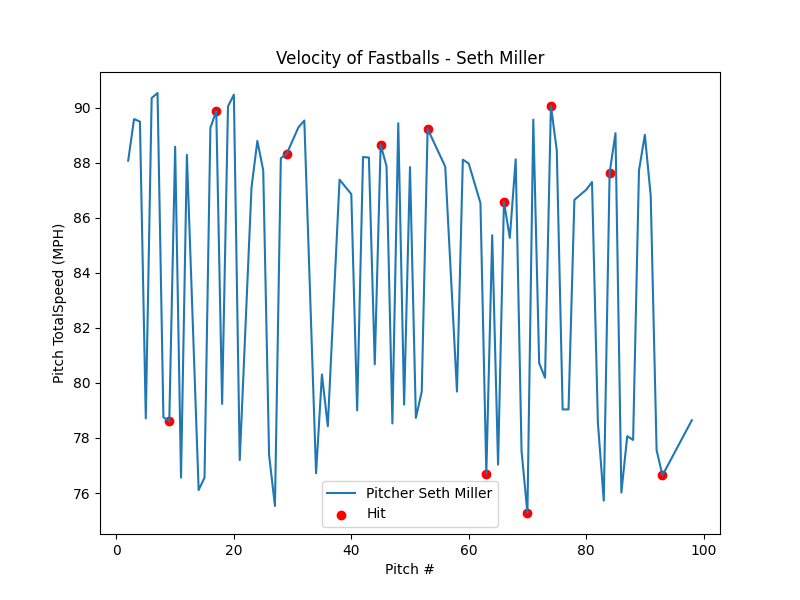 Velocity of Fastballs - Seth Miller
Pitch TotalSpeed (MPH)
90
88
86
84
82
80
78
76
0 20 40 60 80 100
Pitch #
Pitcher Seth Miller
Hit